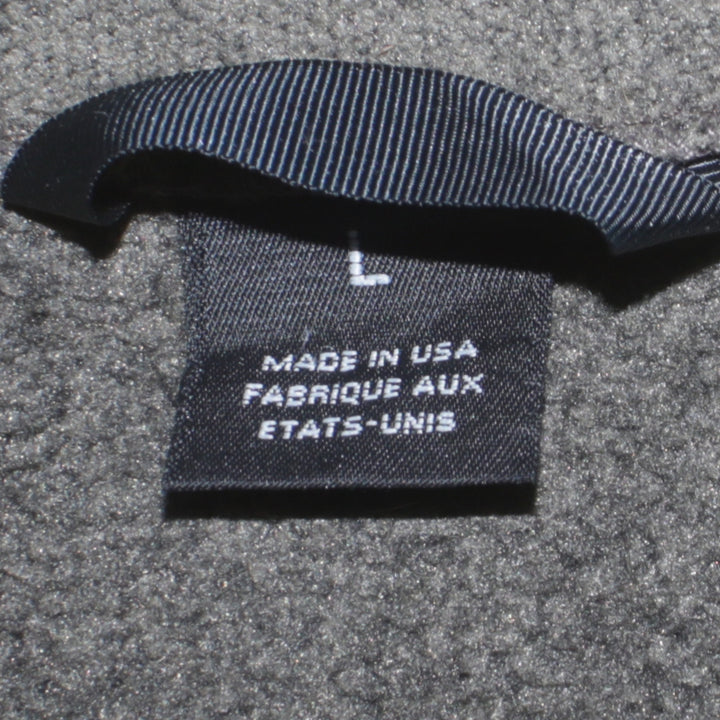 L
MADE IN USA
FABRIQUE AUX
ETATS-UNIS